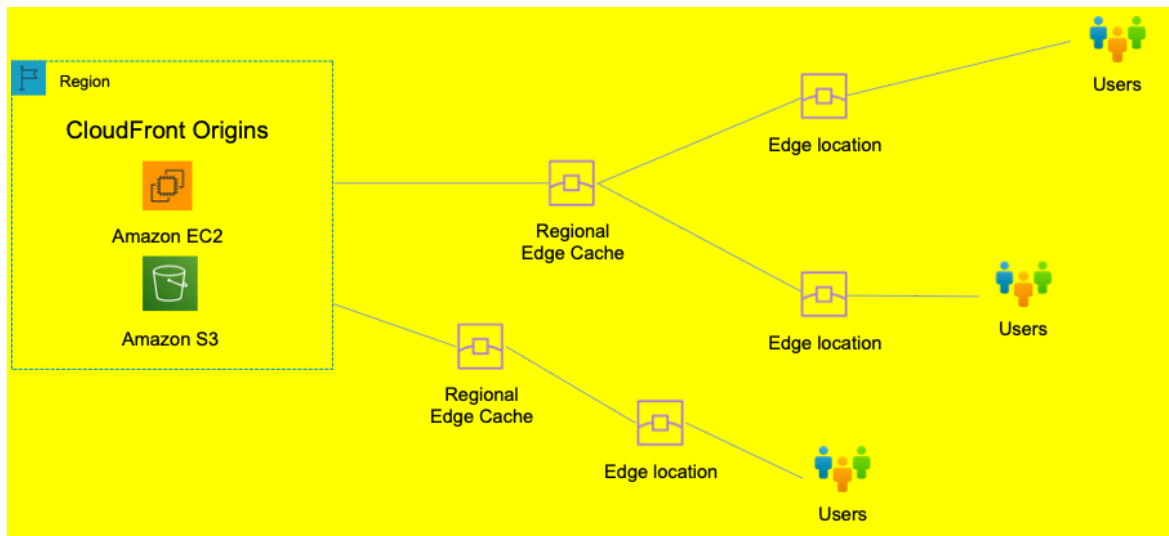 Region
CloudFront Origins
Amazon EC2
Amazon S3
Regional
Edge Cache
Edge location
Users
Edge location
Users
Regional
Edge Cache
Edge location
Users